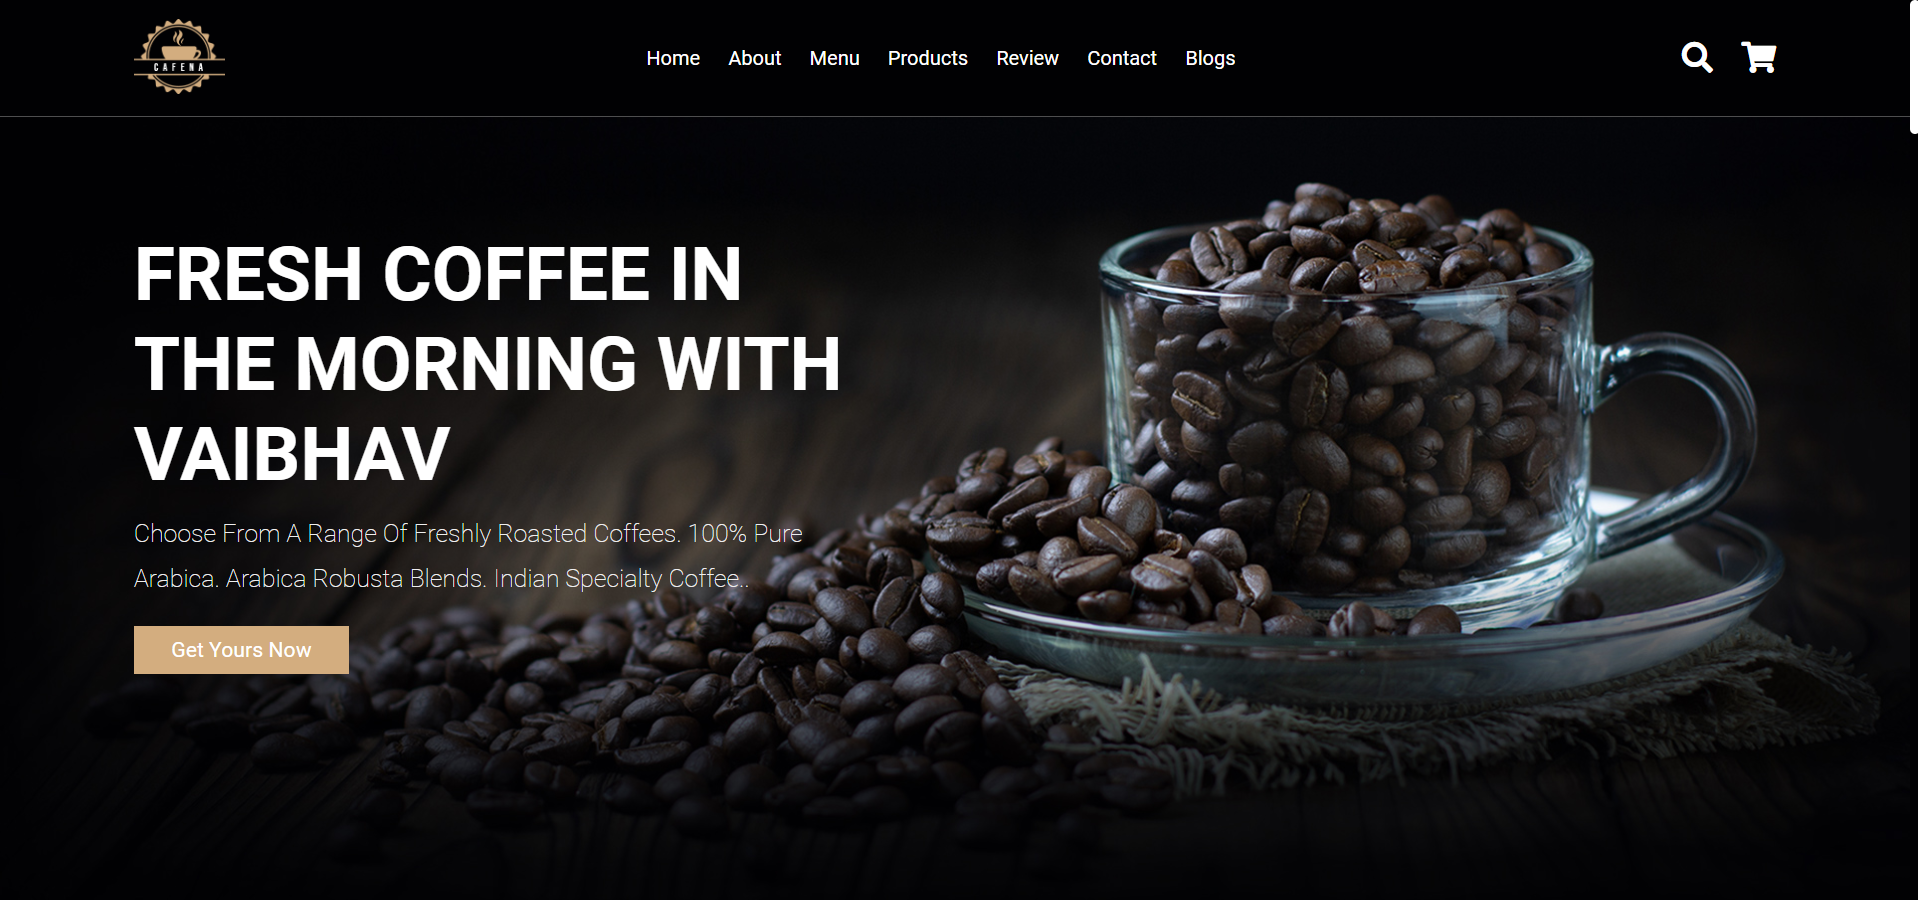 CAFENA
Home About Menu Products Review Contact Blogs
FRESH COFFEE IN
THE MORNING WITH
VAIBHAV
Choose From A Range Of Freshly Roasted Coffees. 100% Pure
Arabica. Arabica Robusta Blends. Indian Specialty Coffee..
Get Yours Now